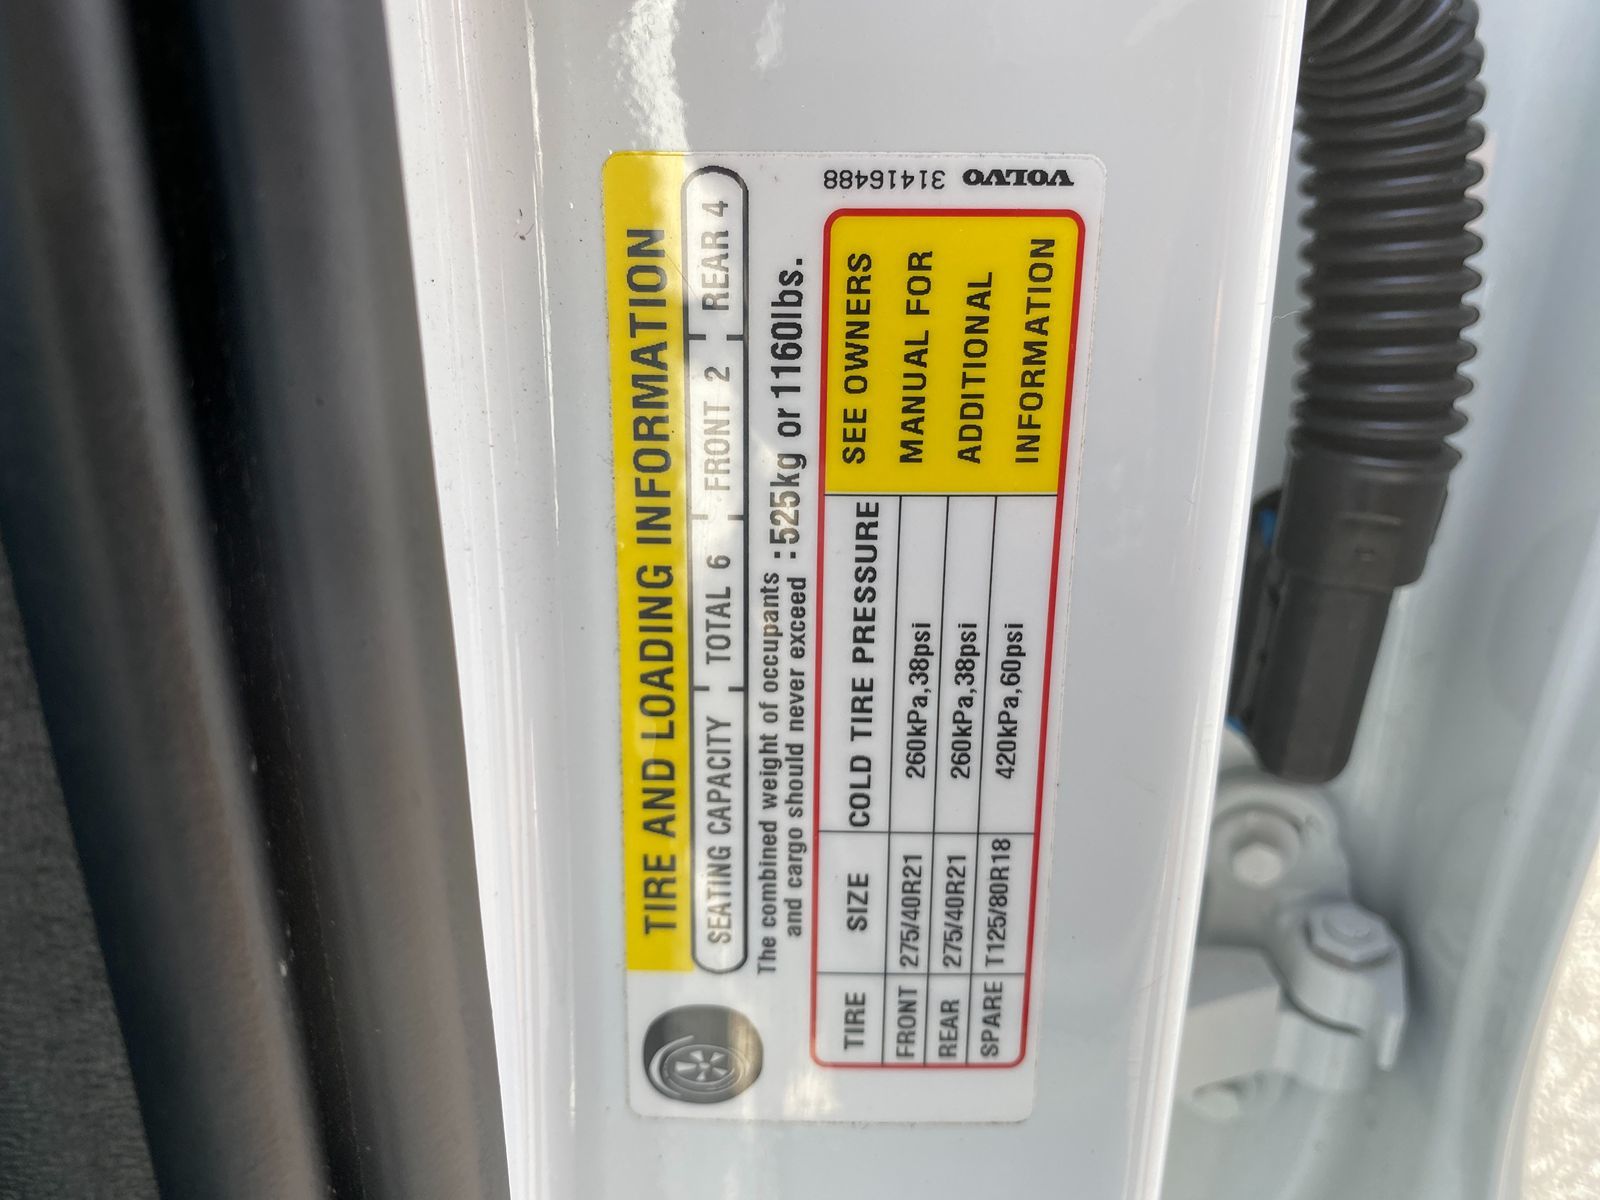 TIRE AND LOADING INFORMATION
SEATING CAPACITY TOTAL 6 FRONT 2 REAR 4
The combined weight of occupants
and cargo should never exceed :525kg or 1160lbs.
TIRE SIZE COLD TIRE PRESSURE
FRONT 275/40R21 260kPa,38psi
REAR 275/40R21 260kPa,38psi
SPARE T125/80R18 420kPa,60psi
SEE OWNERS
MANUAL FOR
ADDITIONAL
INFORMATION
VOLVO 31416488